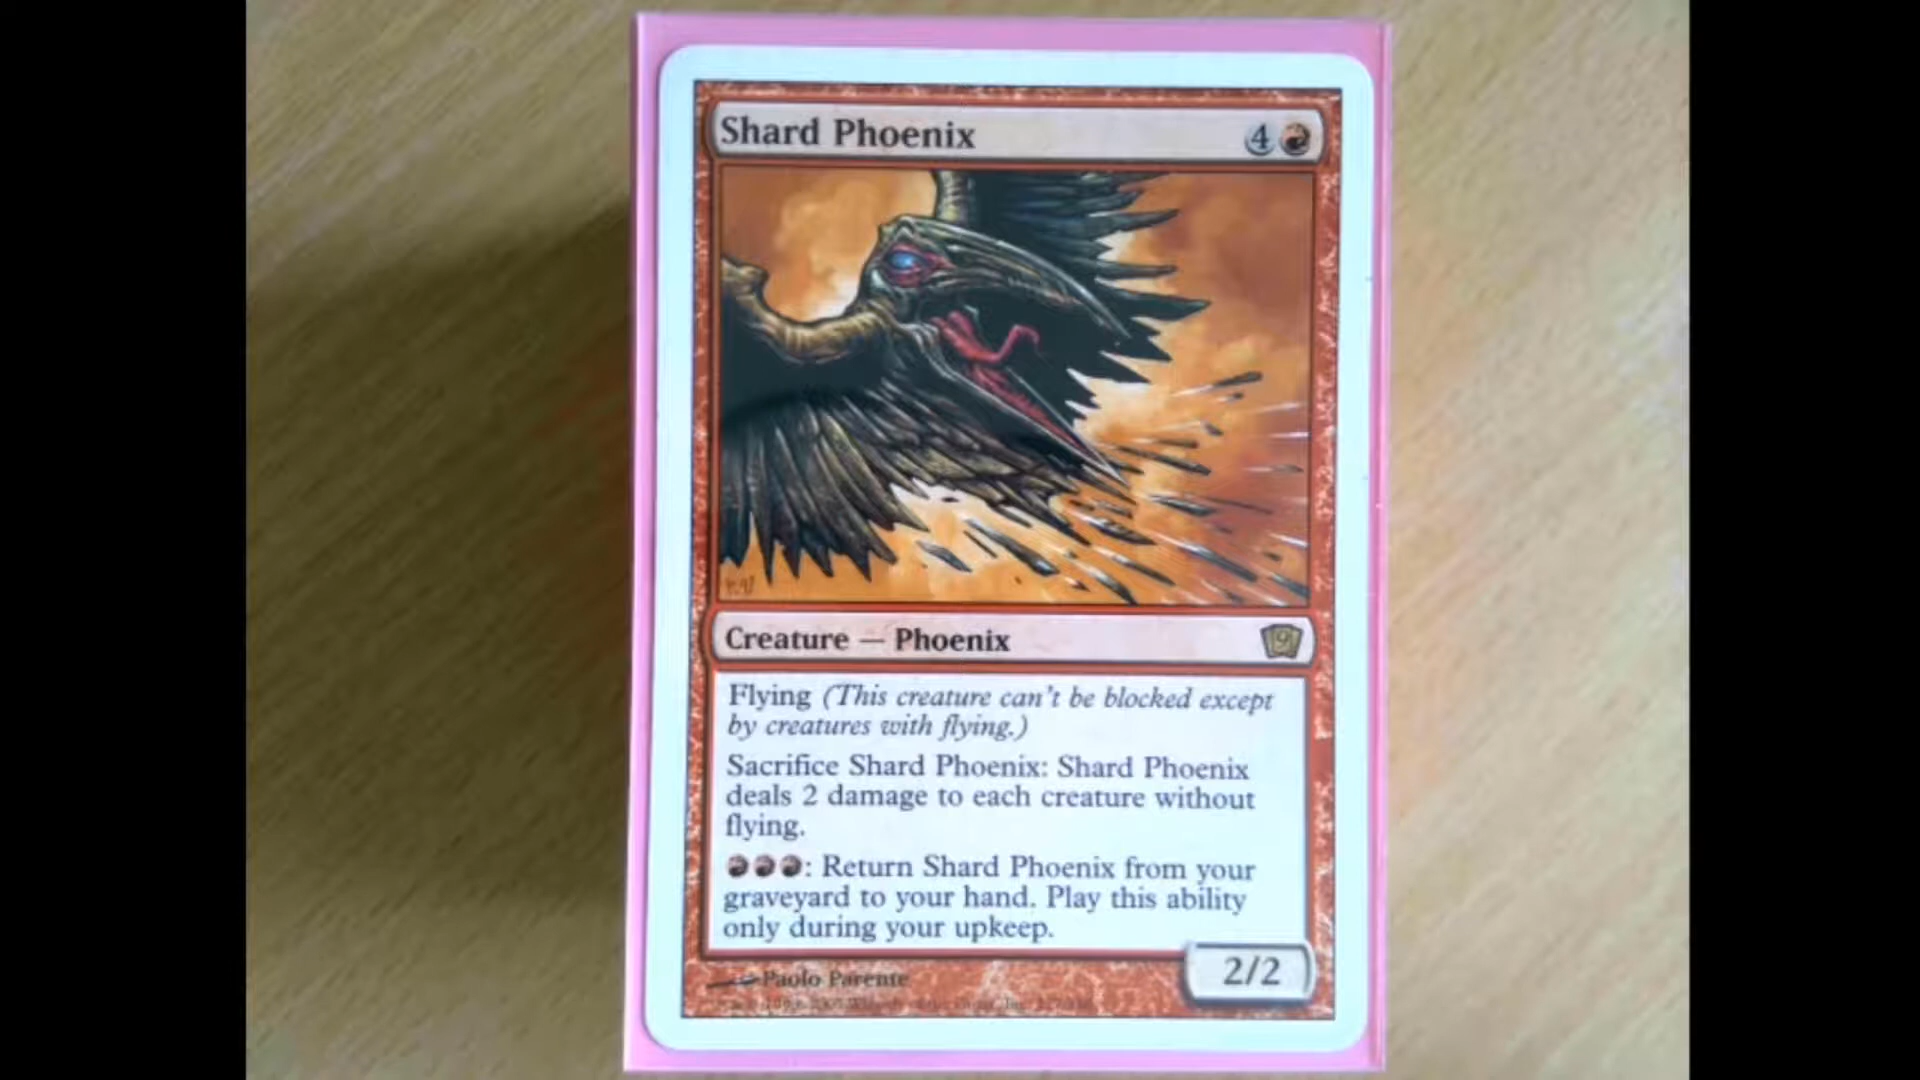 Shard Phoenix
4
Creature — Phoenix
9
Flying (This creature can't be blocked except
by creatures with flying.)
Sacrifice Shard Phoenix: Shard Phoenix
deals 2 damage to each creature without
flying.
: Return Shard Phoenix from your
graveyard to your hand. Play this ability
only during your upkeep.
2/2
Paolo Parente